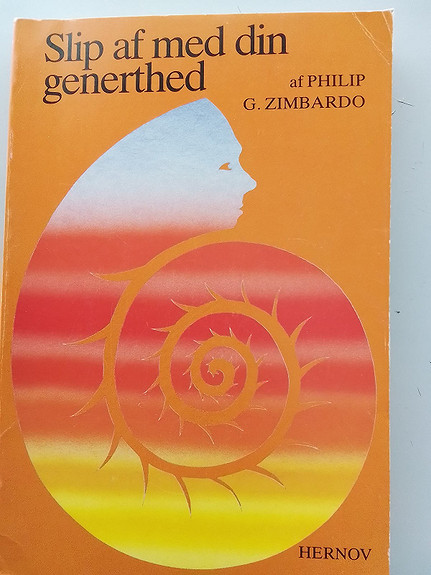 Slip af med din
generthed
af PHILIP
G. ZIMBARDO
HERNOV